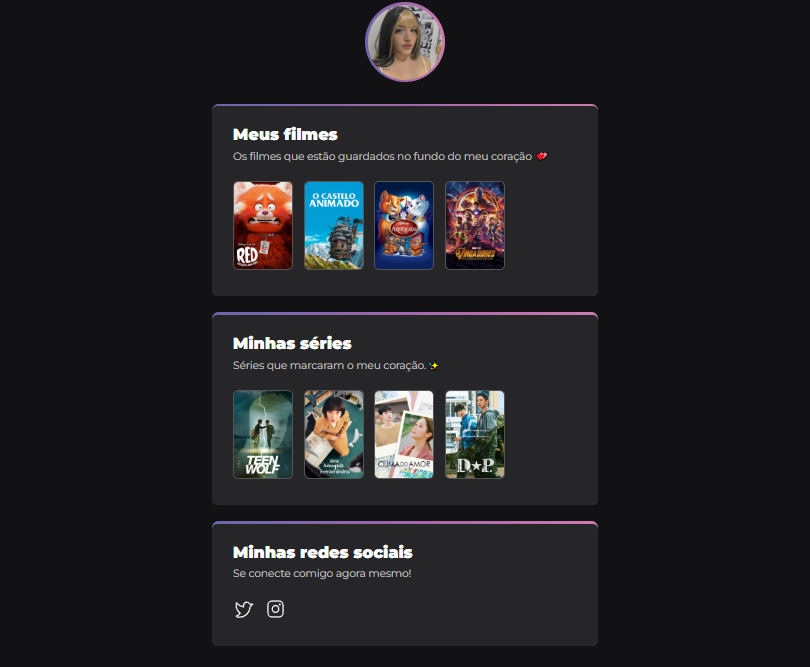 Meus filmes
Os filmes que estão guardados no fundo do meu coração
RED
O CASTELO
ANIMADO
ARISTOGATAS
VINGADORES
Minhas séries
Séries que marcaram o meu coração.
TEEN
WOLF
Uma
Advogada
Extraordinária
CLIMA DO AMOR
D.P.
Minhas redes sociais
Se conecte comigo agora mesmo!